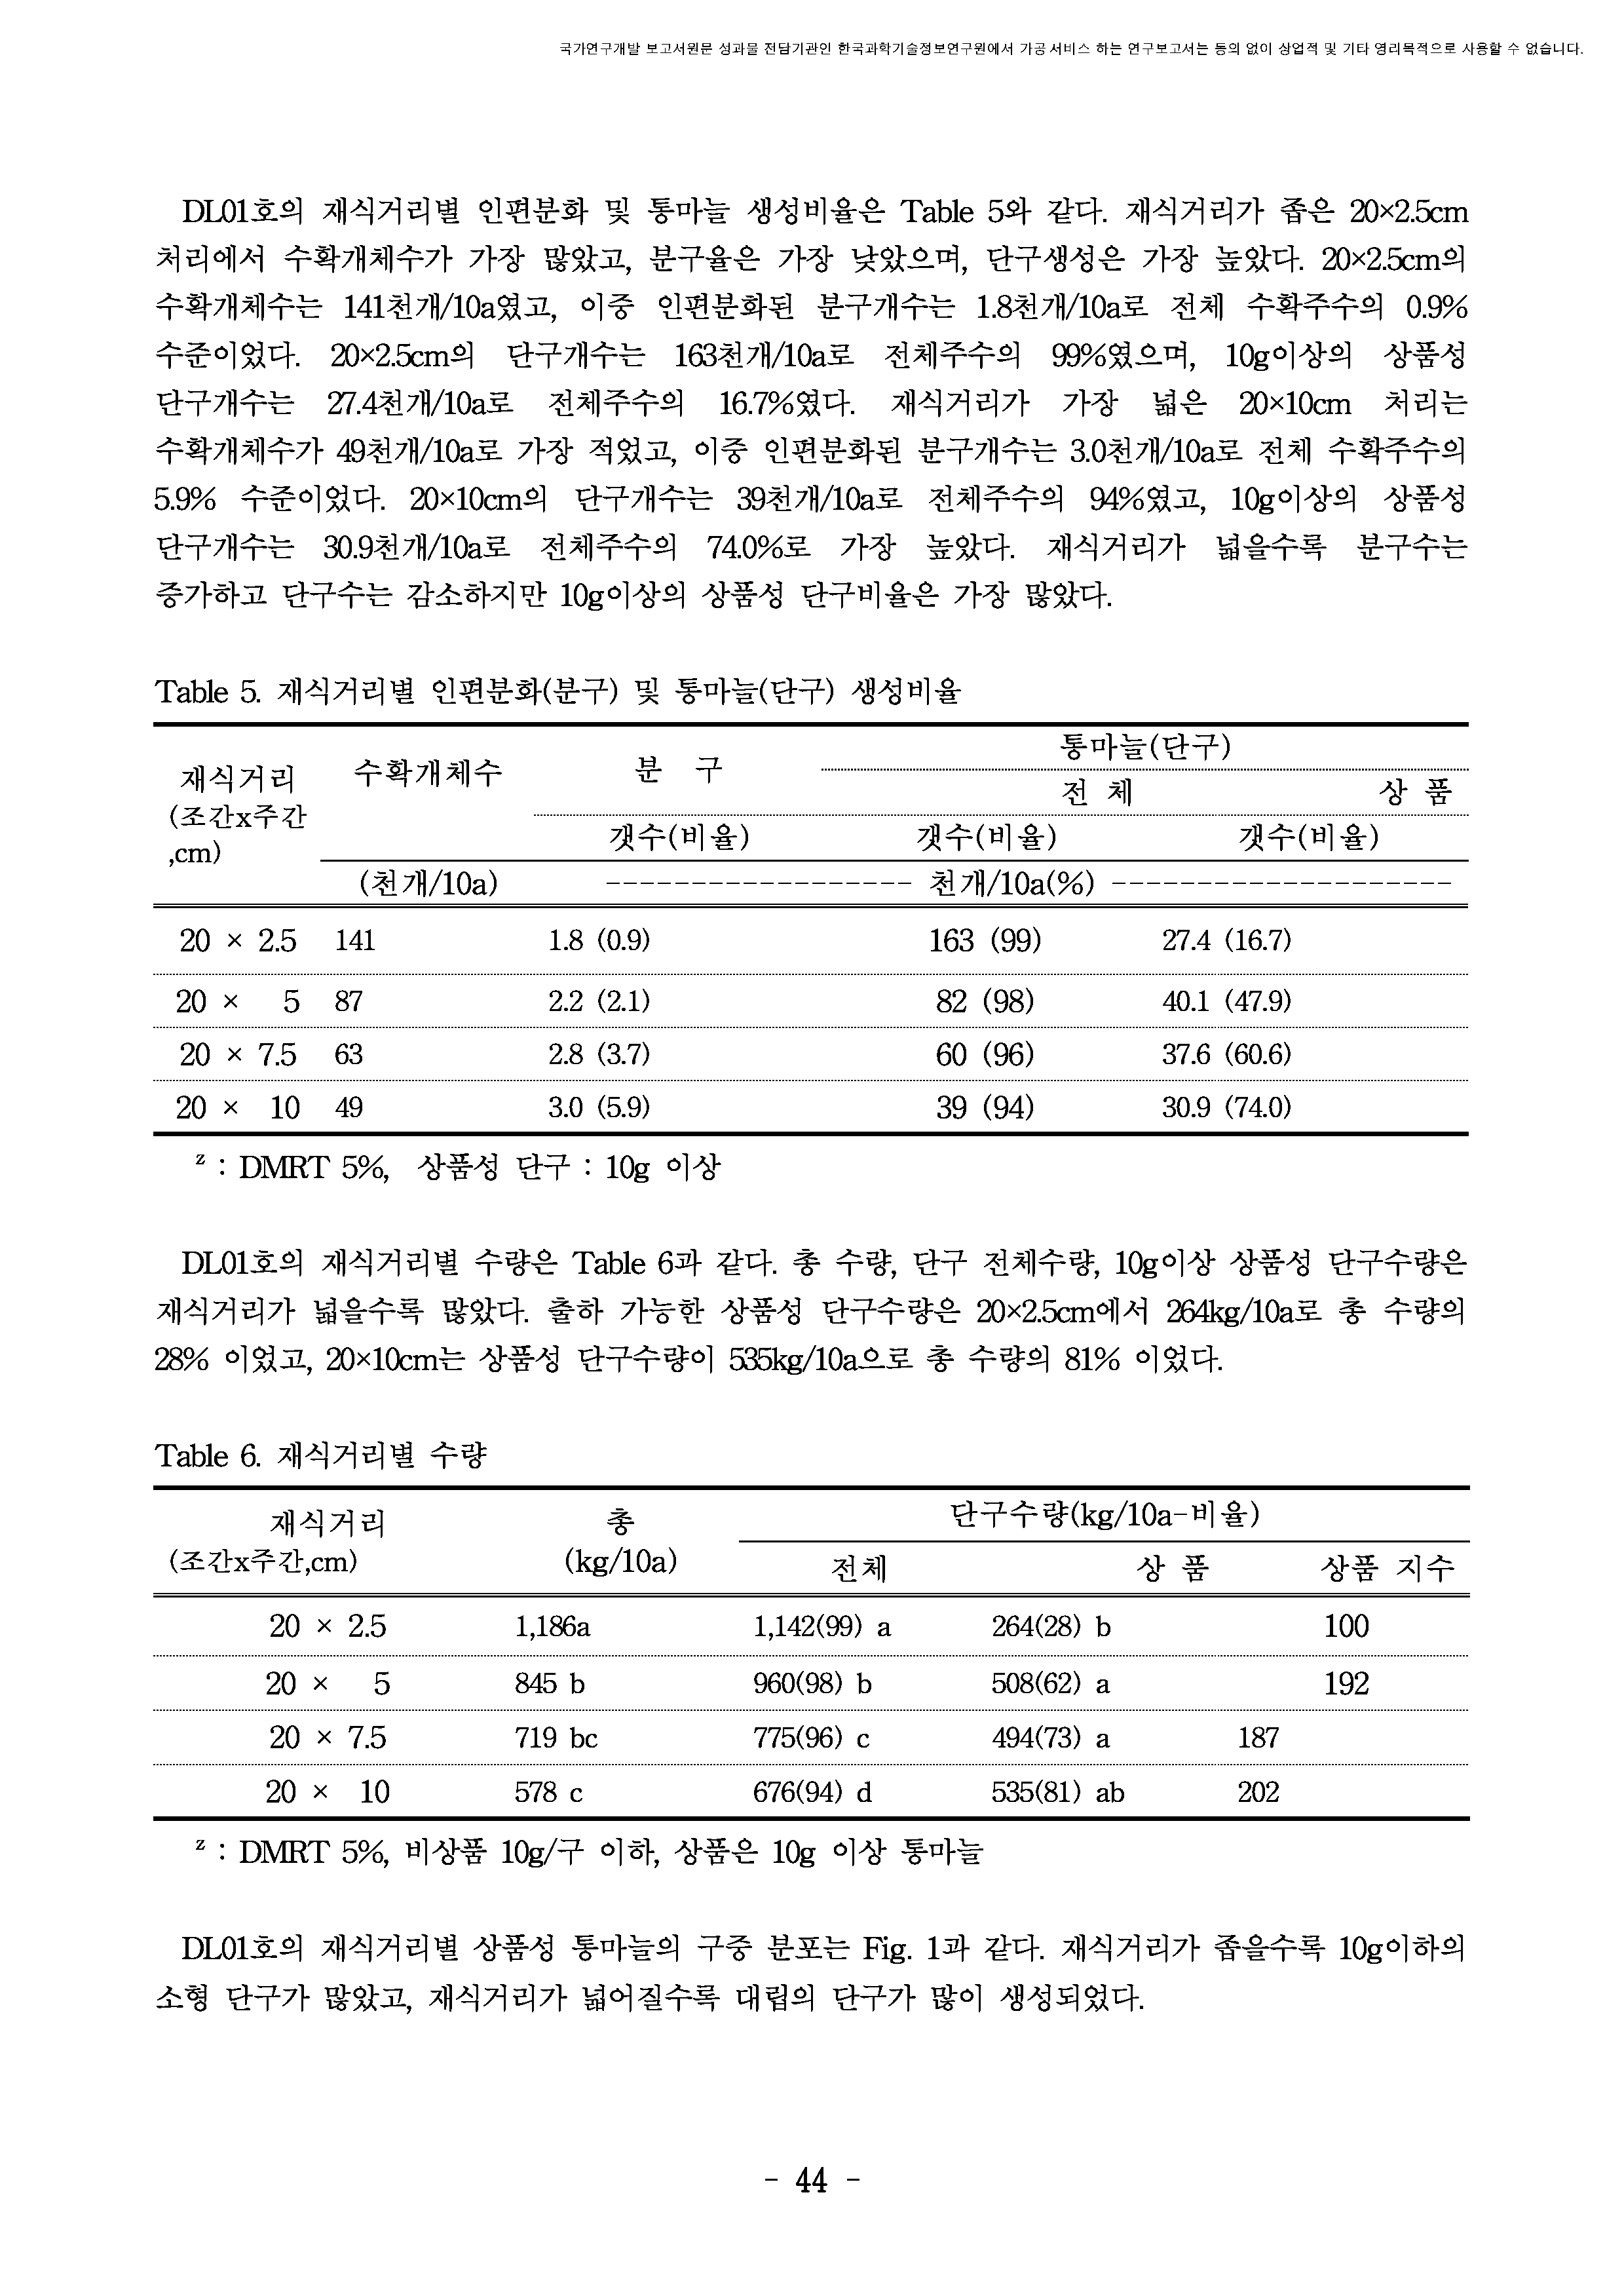 국가연구개발 보고서원문 성과물 전담기관인 한국과학기술정보연구원에서 가공·서비스 하는 연구보고서는 동의 없이 상업적 및 기타 영리목적으로 사용할 수 없습니다.
DL01호의 재식거리별 인편분화 및 통마늘 생성비율은 Table 5와 같다. 재식거리가 좁은 20×2.5cm
처리에서 수확개체수가 가장 많았고, 분구율은 가장 낮았으며, 단구생성은 가장 높았다. 20×2.5cm의
수확개체수는 141천개/10a였고, 이중 인편분화된 분구개수는 1.8천개/10a로 전체 수확주수의 0.9%
수준이었다. 20×2.5cm의 단구개수는 163천개/10a로 전체주수의 99%였으며, 10g이상의 상품성
단구개수는 27.4천개/10a로 전체주수의 16.7%였다. 재식거리가 가장 넓은 20×10cm 처리는
수확개체수가 49천개/10a로 가장 적었고, 이중 인편분화된 분구개수는 3.0천개/10a로 전체 수확주수의
5.9% 수준이었다. 20×10cm의 단구개수는 39천개/10a로 전체주수의 94%였고, 10g이상의 상품성
단구개수는 30.9천개/10a로 전체주수의 74.0%로 가장 높았다. 재식거리가 넓을수록 분구수는
증가하고 단구수는 감소하지만 10g이상의 상품성 단구비율은 가장 많았다.
Table 5. 재식거리별 인편분화(분구) 및 통마늘(단구) 생성비율
통마늘(단구)
재식거리 수확개체수 분 구
전 체 상 품
(조간x주간
갯수(비율) 갯수(비율) 갯수(비율)
,cm)
(천개/10a) ------------------- 천개/10a(%) --------------------
20 × 2.5 141 1.8 (0.9) 163 (99) 27.4 (16.7)
20 × 5 87 2.2 (2.1) 82 (98) 40.1 (47.9)
20 × 7.5 63 2.8 (3.7) 60 (96) 37.6 (60.6)
20 × 10 49 3.0 (5.9) 39 (94) 30.9 (74.0)
z : DMRT 5%, 상품성 단구 : 10g 이상
DL01호의 재식거리별 수량은 Table 6과 같다. 총 수량, 단구 전체수량, 10g이상 상품성 단구수량은
재식거리가 넓을수록 많았다. 출하 가능한 상품성 단구수량은 20×2.5cm에서 264kg/10a로 총 수량의
28% 이었고, 20×10cm는 상품성 단구수량이 535kg/10a으로 총 수량의 81% 이었다.
Table 6. 재식거리별 수량
재식거리 총 단구수량(kg/10a-비율)
(조간x주간,cm) (kg/10a) 전체 상 품 상품 지수
20 × 2.5 1,186a 1,142(99) a 264(28) b 100
20 × 5 845 b 960(98) b 508(62) a 192
20 × 7.5 719 bc 775(96) c 494(73) a 187
20 × 10 578 c 676(94) d 535(81) ab 202
z : DMRT 5%, 비상품 10g/구 이하, 상품은 10g 이상 통마늘
DL01호의 재식거리별 상품성 통마늘의 구중 분포는 Fig. 1과 같다. 재식거리가 좁을수록 10g이하의
소형 단구가 많았고, 재식거리가 넓어질수록 대립의 단구가 많이 생성되었다.
- 44 -